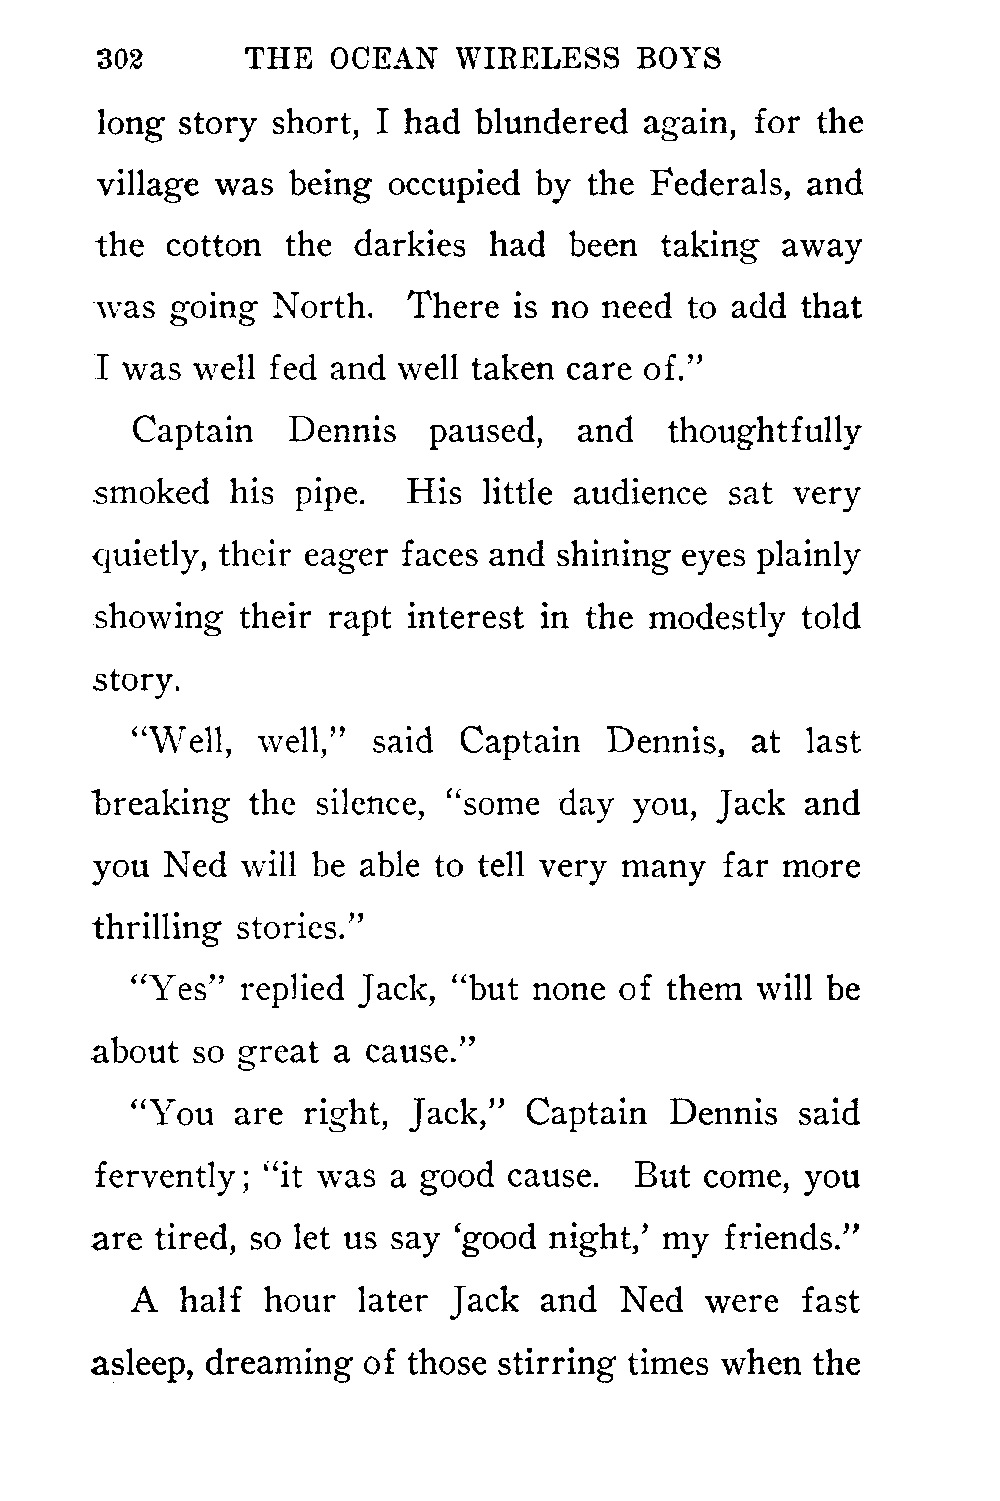 302 THE OCEAN WIRELESS BOYS
long story short, I had blundered again, for the
village was being occupied by the Federals, and
the cotton the darkies had been taking away
was going North. There is no need to add that
I was well fed and well taken care of.”
Captain Dennis paused, and thoughtfully
smoked his pipe. His little audience sat very
quietly, their eager faces and shining eyes plainly
showing their rapt interest in the modestly told
story.
“Well, well,” said Captain Dennis, at last
breaking the silence, “some day you, Jack and
you Ned will be able to tell very many far more
thrilling stories.”
“Yes” replied Jack, “but none of them will be
about so great a cause.”
“You are right, Jack,” Captain Dennis said
fervently; “it was a good cause. But come, you
are tired, so let us say ‘good night,’ my friends.”
A half hour later Jack and Ned were fast
asleep, dreaming of those stirring times when the